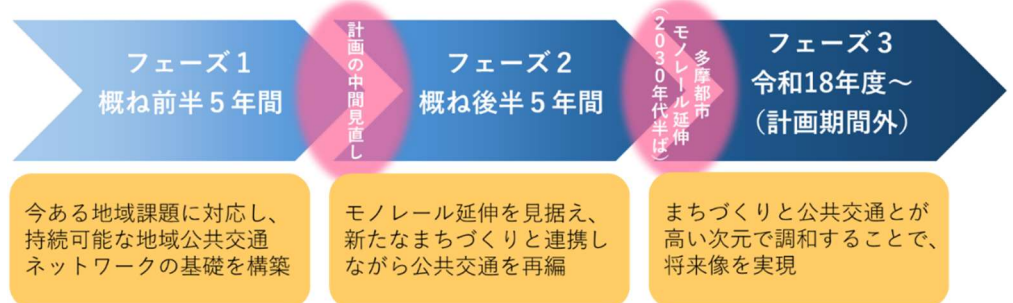 フェーズ1
概ね前半5年間
計画の中間見直し
フェーズ2
概ね後半5年間
多摩都市
モノレール延伸
(2030年代半ば)
フェーズ3
令和18年度～
(計画期間外)
今ある地域課題に対応し、
持続可能な地域公共交通
ネットワークの基礎を構築
モノレール延伸を見据え、
新たなまちづくりと連携し
ながら公共交通を再編
まちづくりと公共交通とが
高い次元で調和することで、
将来像を実現